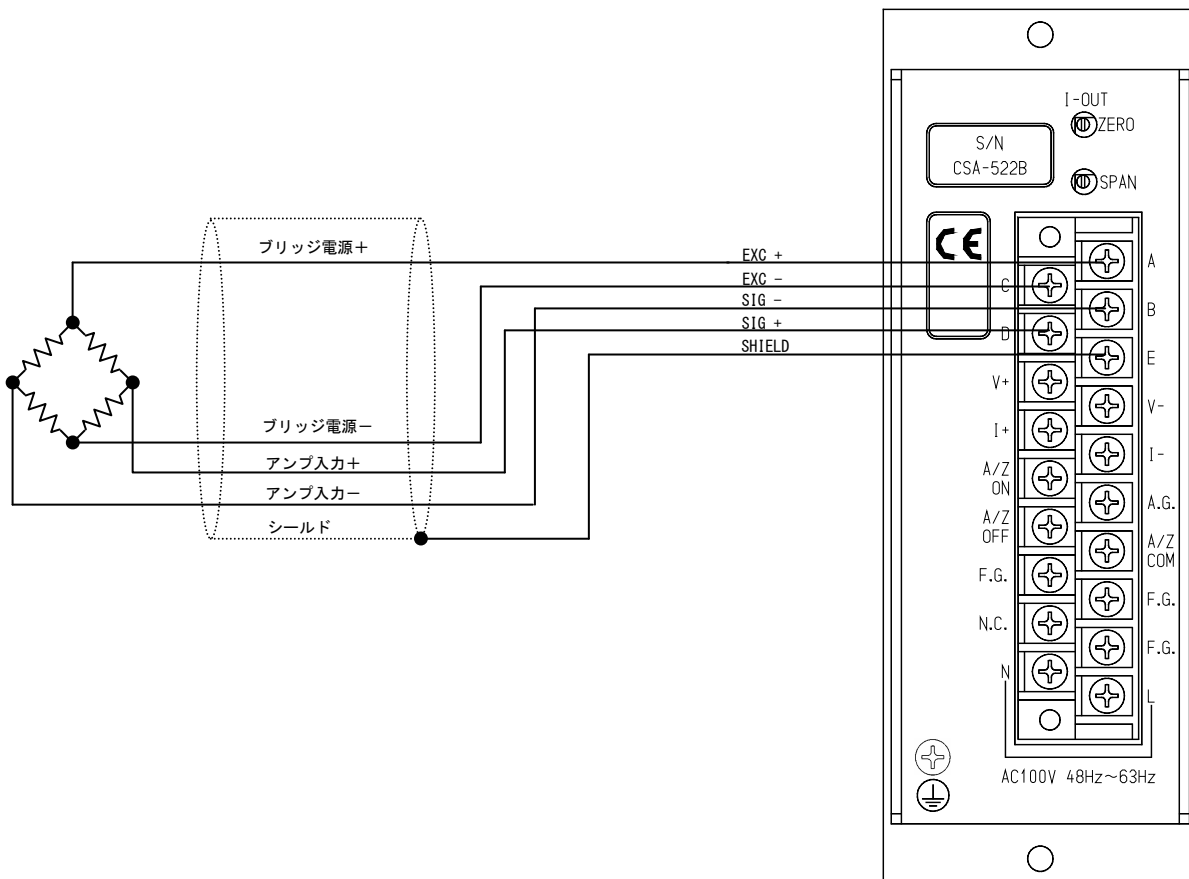 I-OUT
ZERO
S/N
CSA-522B
SPAN
CE
ブリッジ電源＋
EXC +
A
EXC -
C
SIG -
B
SIG +
D
SHIELD
E
V+
V-
ブリッジ電源－
I+
I-
アンプ入力＋
A/Z
ON
アンプ入力－
A.G.
シールド
A/Z
OFF
A/Z
COM
F.G.
F.G.
N.C.
F.G.
N
L
AC100V 48Hz～63Hz